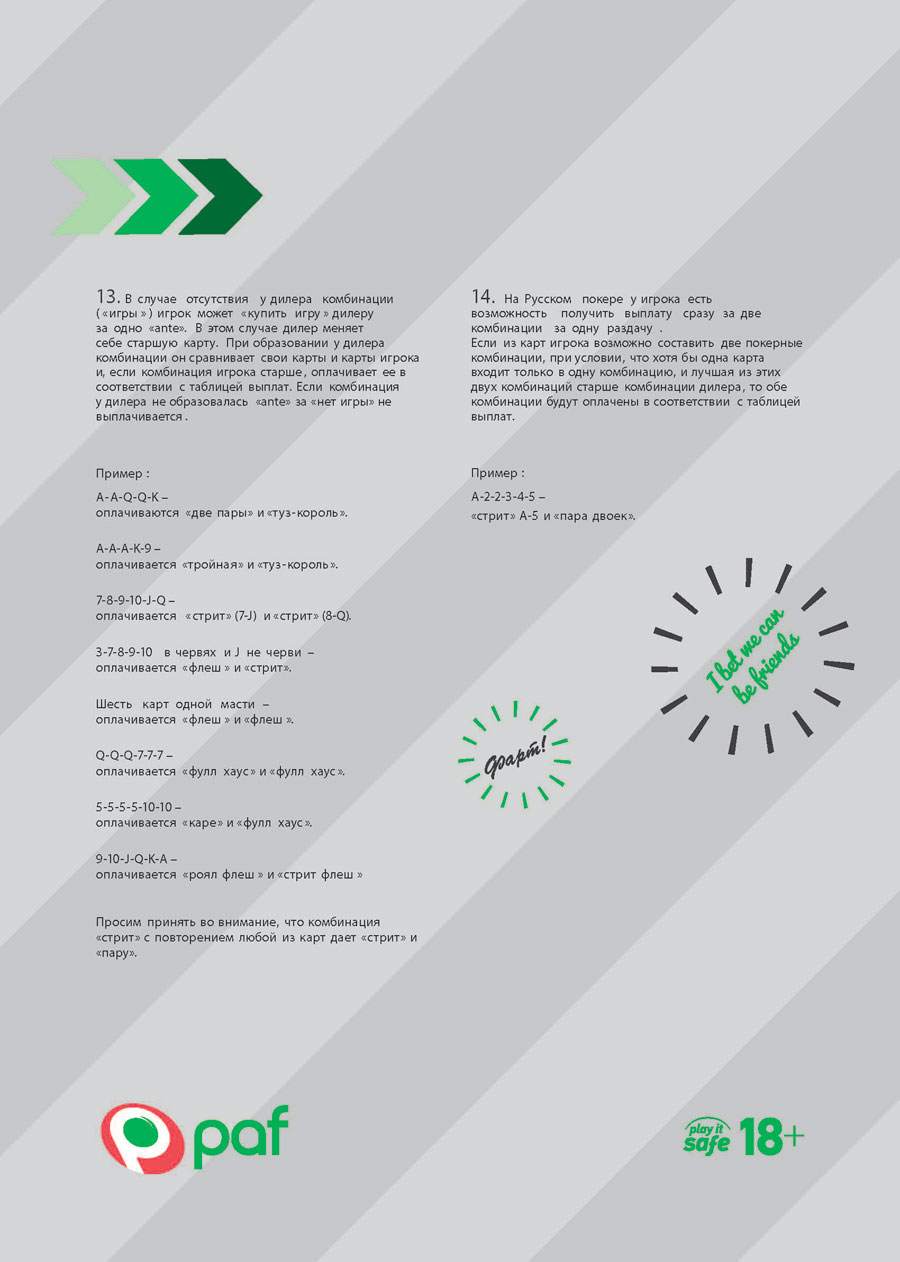 13. В случае отсутствия у дилера комбинации
(«игры») игрок может «купить игру» дилеру
за одно «ante». В этом случае дилер меняет
себе старшую карту. При образовании у дилера
комбинации он сравнивает свои карты и карты игрока
и, если комбинация игрока старше, оплачивает ее в
соответствии с таблицей выплат. Если комбинация
у дилера не образовалась «ante» за «нет игры» не
выплачивается.
Пример :
A-A-Q-Q-K –
оплачиваются «две пары» и «туз-король».
A-A-A-K-9 –
оплачивается «тройная» и «туз-король».
7-8-9-10-J-Q –
оплачивается «стрит» (7-J) и «стрит» (8-Q).
3-7-8-9-10 в червях и J не черви –
оплачивается «флеш» и «стрит».
Шесть карт одной масти –
оплачивается «флеш» и «флеш».
Q-Q-Q-7-7-7 –
оплачивается «фулл хаус» и «фулл хаус».
5-5-5-5-10-10 –
оплачивается «каре» и «фулл хаус».
9-10-J-Q-K-A –
оплачивается «роял флеш» и «стрит флеш»
Просим принять во внимание, что комбинация
«стрит» с повторением любой из карт дает «стрит» и
«пару».
14. На Русском покере у игрока есть
возможность получить выплату сразу за две
комбинации за одну раздачу .
Если из карт игрока возможно составить две покерные
комбинации, при условии, что хотя бы одна карта
входит только в одну комбинацию, и лучшая из этих
двух комбинаций старше комбинации дилера, то обе
комбинации будут оплачены в соответствии с таблицей
выплат.
Пример :
A-2-2-3-4-5 –
«стрит» A-5 и «пара двоек».
I bet we can
be friends
Фарт!
paf
play it
safe
18+